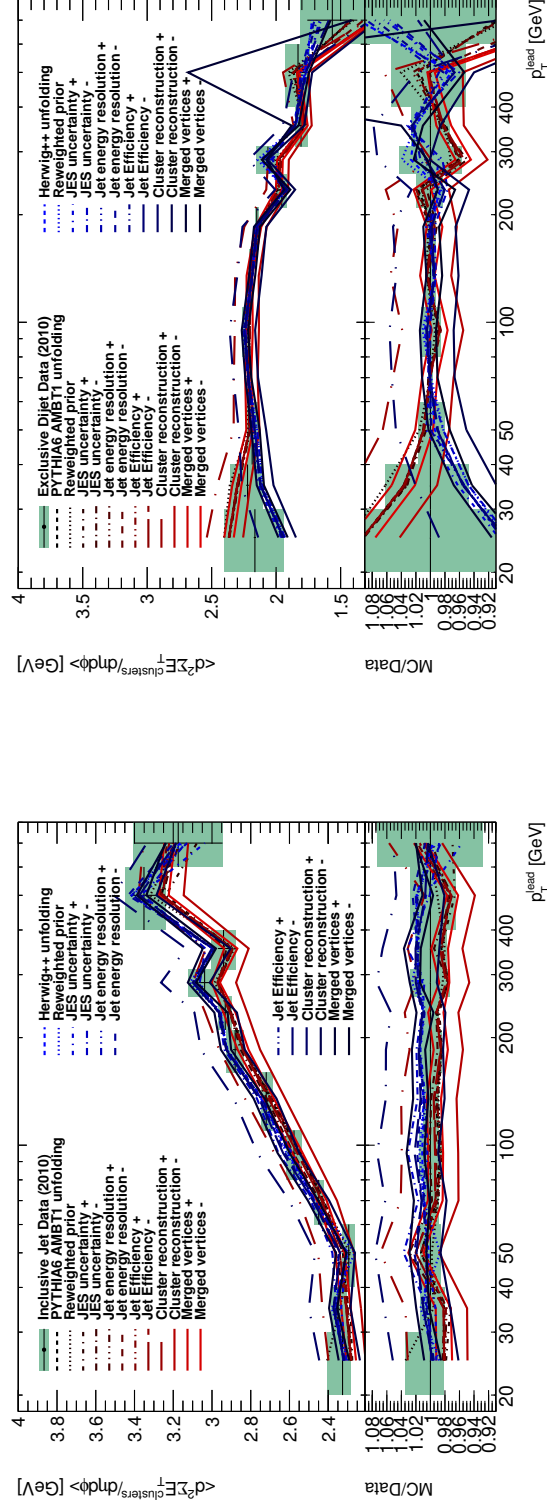 <d²ΣE_T^clusters/dηdφ> [GeV]
4
3.8
3.6
3.4
3.2
3
2.8
2.6
2.4
Inclusive Jet Data (2010)
PYTHIA6 AMBT1 unfolding
Reweighted prior
JES uncertainty +
JES uncertainty -
Jet energy resolution +
Jet energy resolution -
Jet Efficiency +
Jet Efficiency -
Cluster reconstruction +
Cluster reconstruction -
Merged vertices +
Merged vertices -
Herwig++ unfolding
Reweighted prior
JES uncertainty +
JES uncertainty -
Jet energy resolution +
Jet energy resolution-
Jet Efficiency +
Jet Efficiency -
Cluster reconstruction +
Cluster reconstruction -
Merged vertices +
Merged vertices -
MC/Data
1.08
1.06
1.04
1.02
1
0.98
0.96
0.94
0.92
20 30 40 50 100 200 300 400
p_T^lead [GeV]
<d²ΣE_T^clusters/dηdφ> [GeV]
4
3.5
3
2.5
2
1.5
Exclusive Dijet Data (2010)
PYTHIA6 AMBT1 unfolding
Reweighted prior
JES uncertainty +
JES uncertainty -
Jet energy resolution +
Jet energy resolution -
Jet Efficiency +
Jet Efficiency -
Cluster reconstruction +
Cluster reconstruction -
Merged vertices +
Merged vertices -
Herwig++ unfolding
Reweighted prior
JES uncertainty +
JES uncertainty -
Jet energy resolution +
Jet energy resolution -
Jet Efficiency +
Jet Efficiency -
Cluster reconstruction +
Cluster reconstruction -
Merged vertices +
Merged vertices -
MC/Data
1.08
1.06
1.04
1.02
1
0.98
0.96
0.94
0.92
20 30 40 50 100 200 300 400
p_T^lead [GeV]